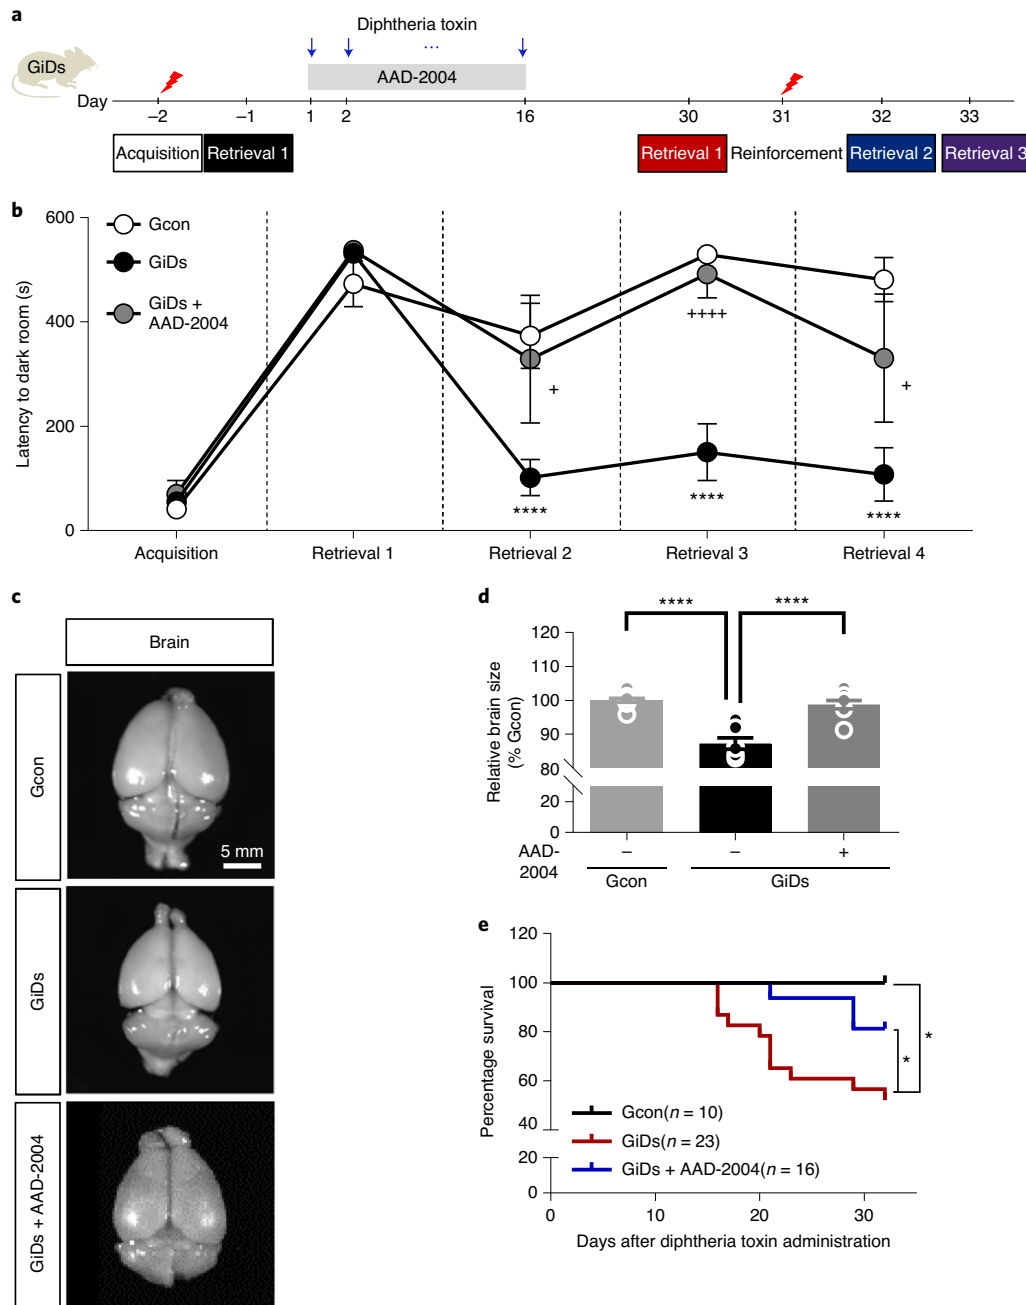 a
Diphtheria toxin
...
GiDs
AAD-2004
Day
−2 −1 1 2 16 30 31 32 33
Acquisition Retrieval 1 Retrieval 1 Reinforcement Retrieval 2 Retrieval 3
b
600
400
200
0
Latency to dark room (s)
Gcon
GiDs
GiDs +
AAD-2004
++++
+
+
**** **** ****
Acquisition Retrieval 1 Retrieval 2 Retrieval 3 Retrieval 4
c
Brain
Gcon
5 mm
GiDs
GiDs + AAD-2004
d
**** ****
Relative brain size
(% Gcon)
120
110
100
90
80
20
0
AAD-
2004
− − +
Gcon GiDs
e
120
100
80
60
40
20
0
Percentage survival
*
*
Gcon(n = 10)
GiDs(n = 23)
GiDs + AAD-2004(n = 16)
0 10 20 30
Days after diphtheria toxin administration